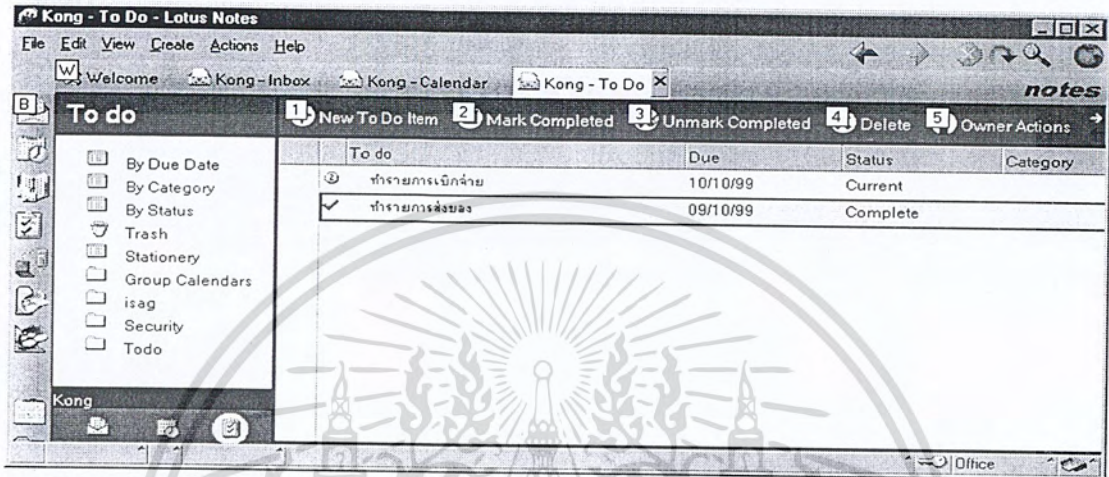 Kong - To Do - Lotus Notes
File Edit View Create Actions Help
W Welcome Kong - Inbox Kong - Calendar Kong - To Do
notes
B To do
1 New To Do Item 2 Mark Completed 3 Unmark Completed 4 Delete 5 Owner Actions
To do Due Status Category
ทำรายการเบิกจ่าย 10/10/99 Current
ทำรายการส่งของ 09/10/99 Complete
By Due Date
By Category
By Status
Trash
Stationery
Group Calendars
isag
Security
Todo
Kong
Office